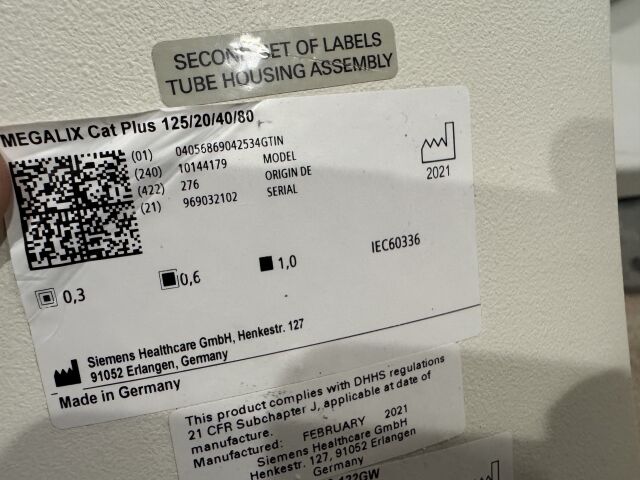 SECOND SET OF LABELS
TUBE HOUSING ASSEMBLY
MEGALIX Cat Plus 125/20/40/80
(01) 04056869042534GTIN
(240) 10144179 MODEL
(422) 276 ORIGIN DE
(21) 969032102 SERIAL
2021
0,3 0,6 1,0 IEC60336
Siemens Healthcare GmbH, Henkestr. 127
91052 Erlangen, Germany
Made in Germany
This product complies with DHHS regulations
21 CFR Subchapter J, applicable at date of
manufacture.
Manufactured: FEBRUARY 2021
Siemens Healthcare GmbH
Henkestr. 127, 91052 Erlangen
Germany